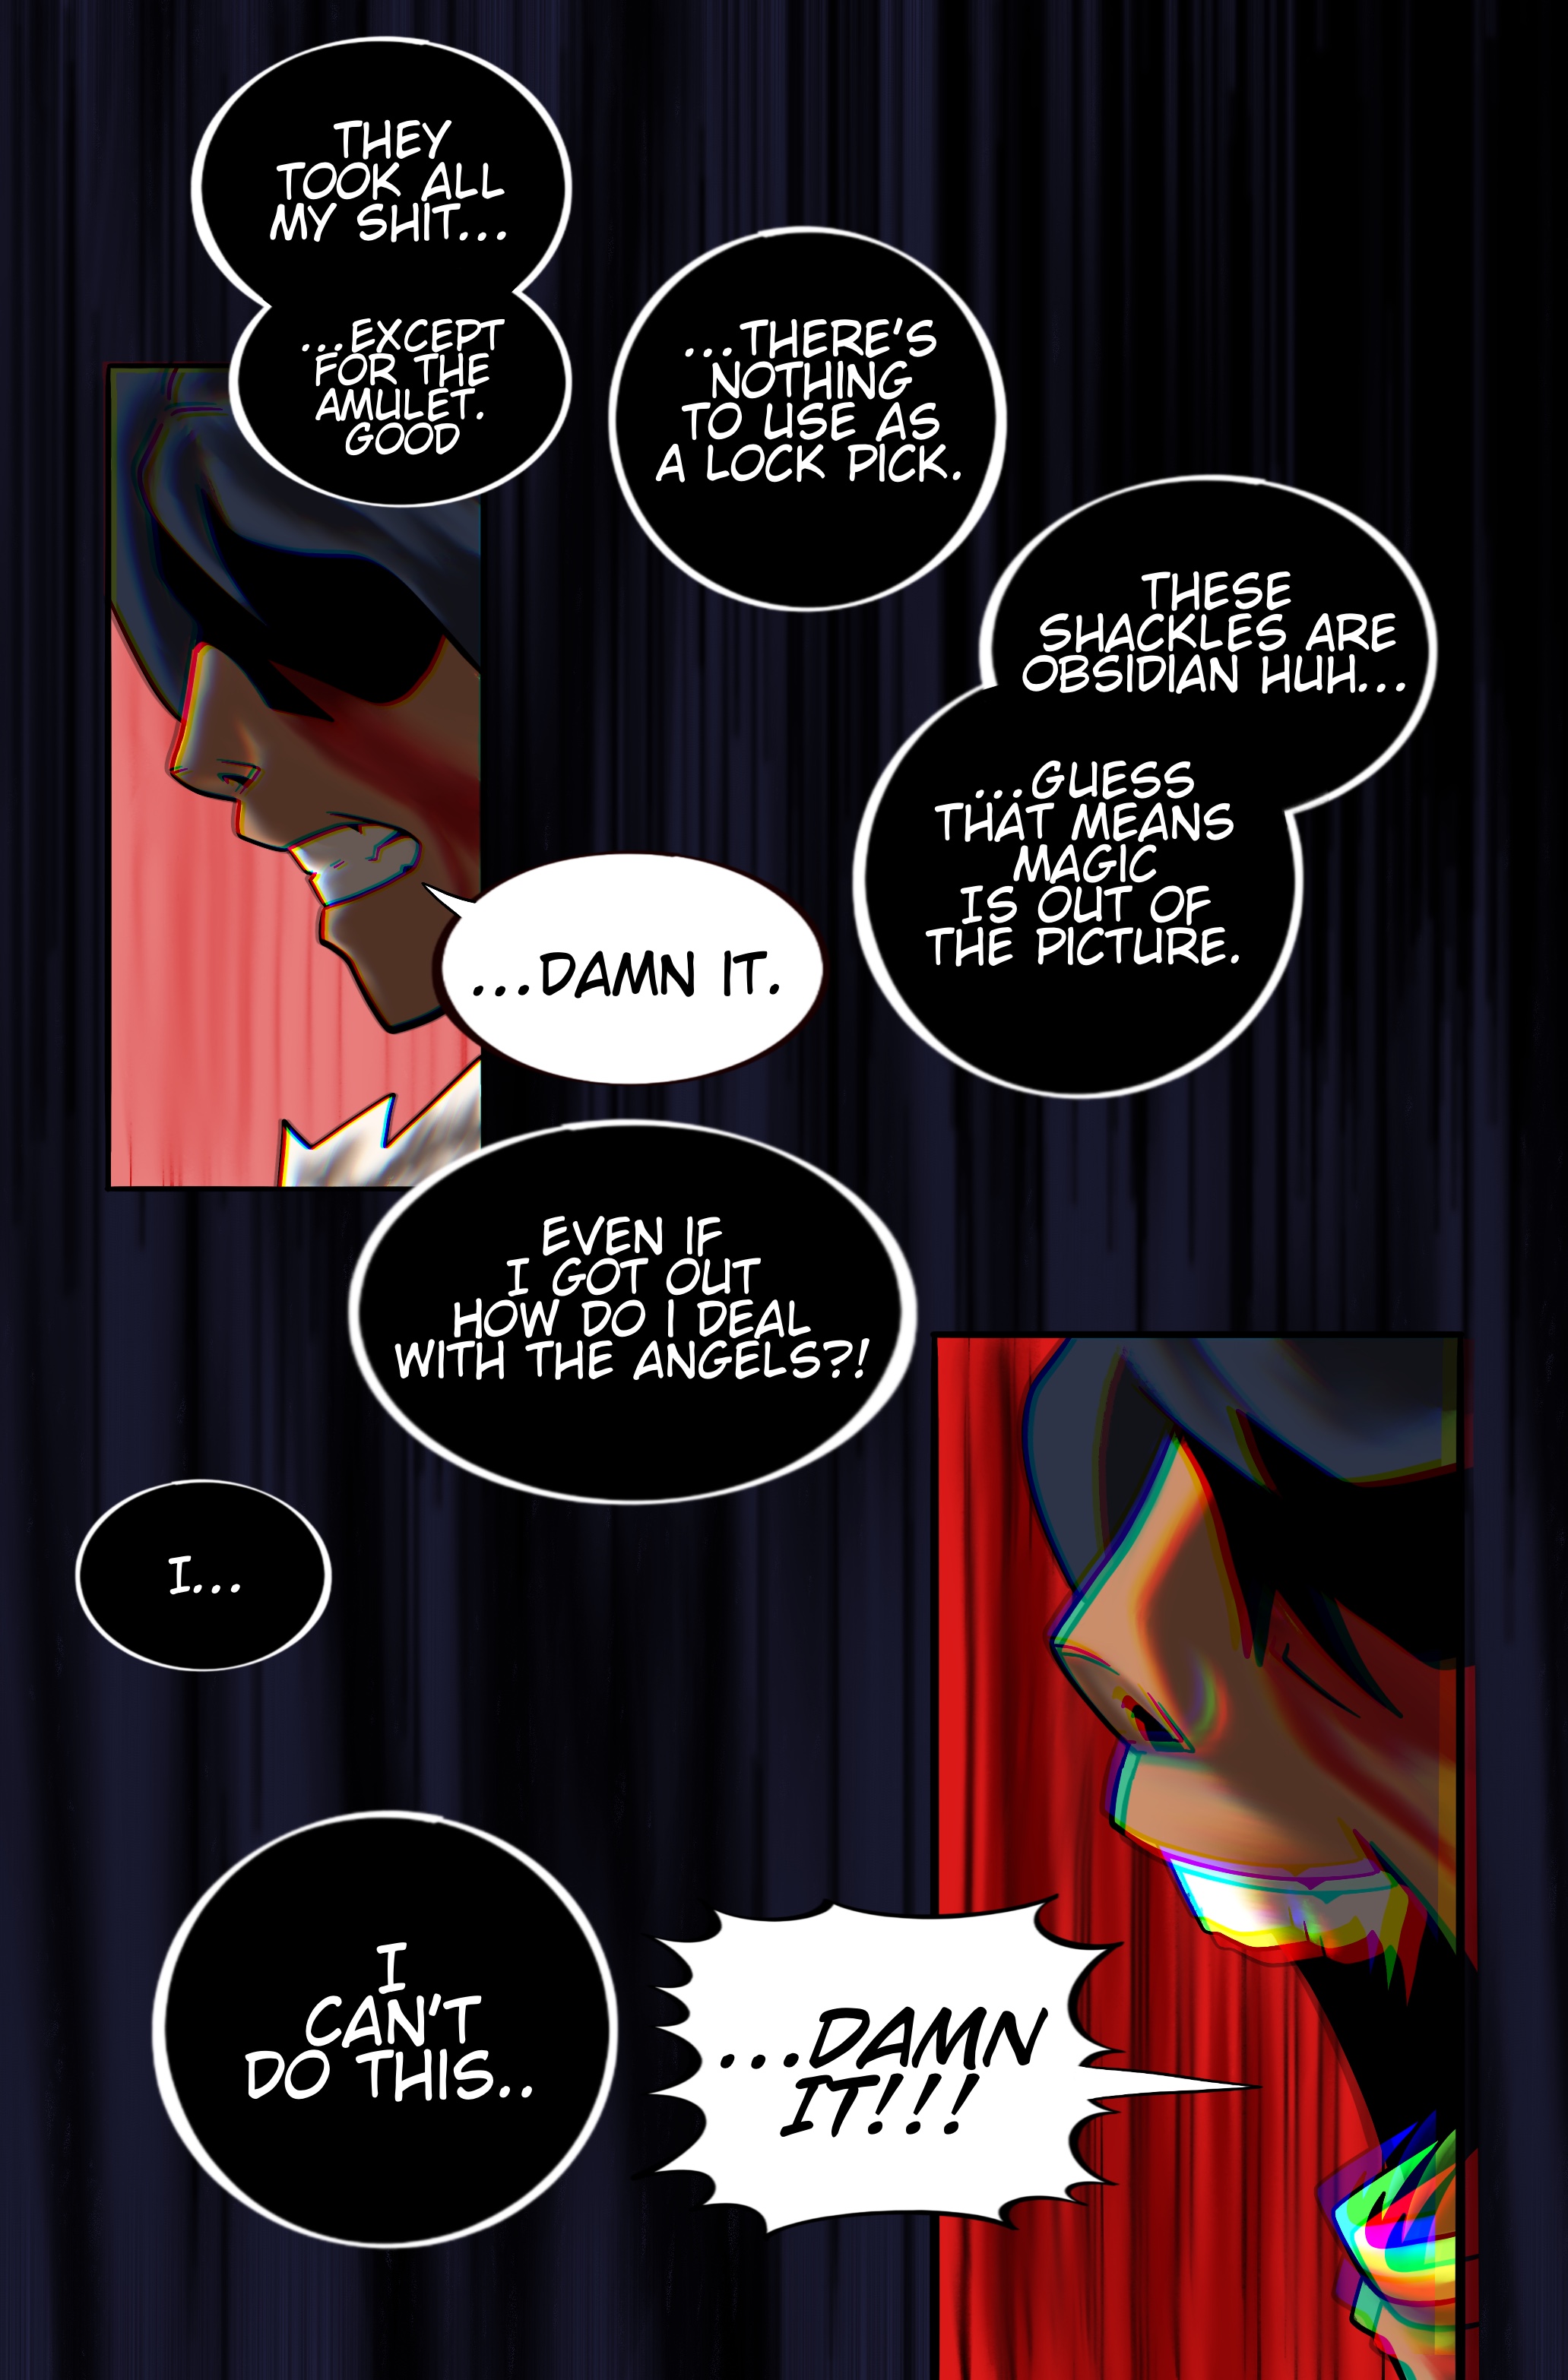 THEY
TOOK ALL
MY SHIT...
...EXCEPT
FOR THE
AMULET.
GOOD
...THERE'S
NOTHING
TO USE AS
A LOCK PICK.
THESE
SHACKLES ARE
OBSIDIAN HUH...
...GUESS
THAT MEANS
MAGIC
IS OUT OF
THE PICTURE.
...DAMN IT.
EVEN IF
I GOT OUT
HOW DO I DEAL
WITH THE ANGELS?!
I...
I
CAN'T
DO THIS..
...DAMN
IT!!!